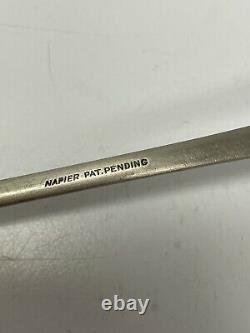 NAPIER PAT. PENDING